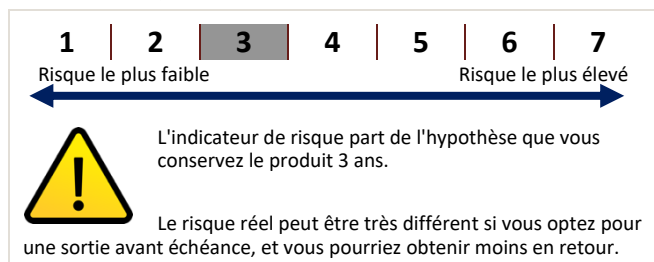 1 2 3 4 5 6 7
Risque le plus faible Risque le plus élevé
L'indicateur de risque part de l'hypothèse que vous
conservez le produit 3 ans.
Le risque réel peut être très différent si vous optez pour
une sortie avant échéance, et vous pourriez obtenir moins en retour.